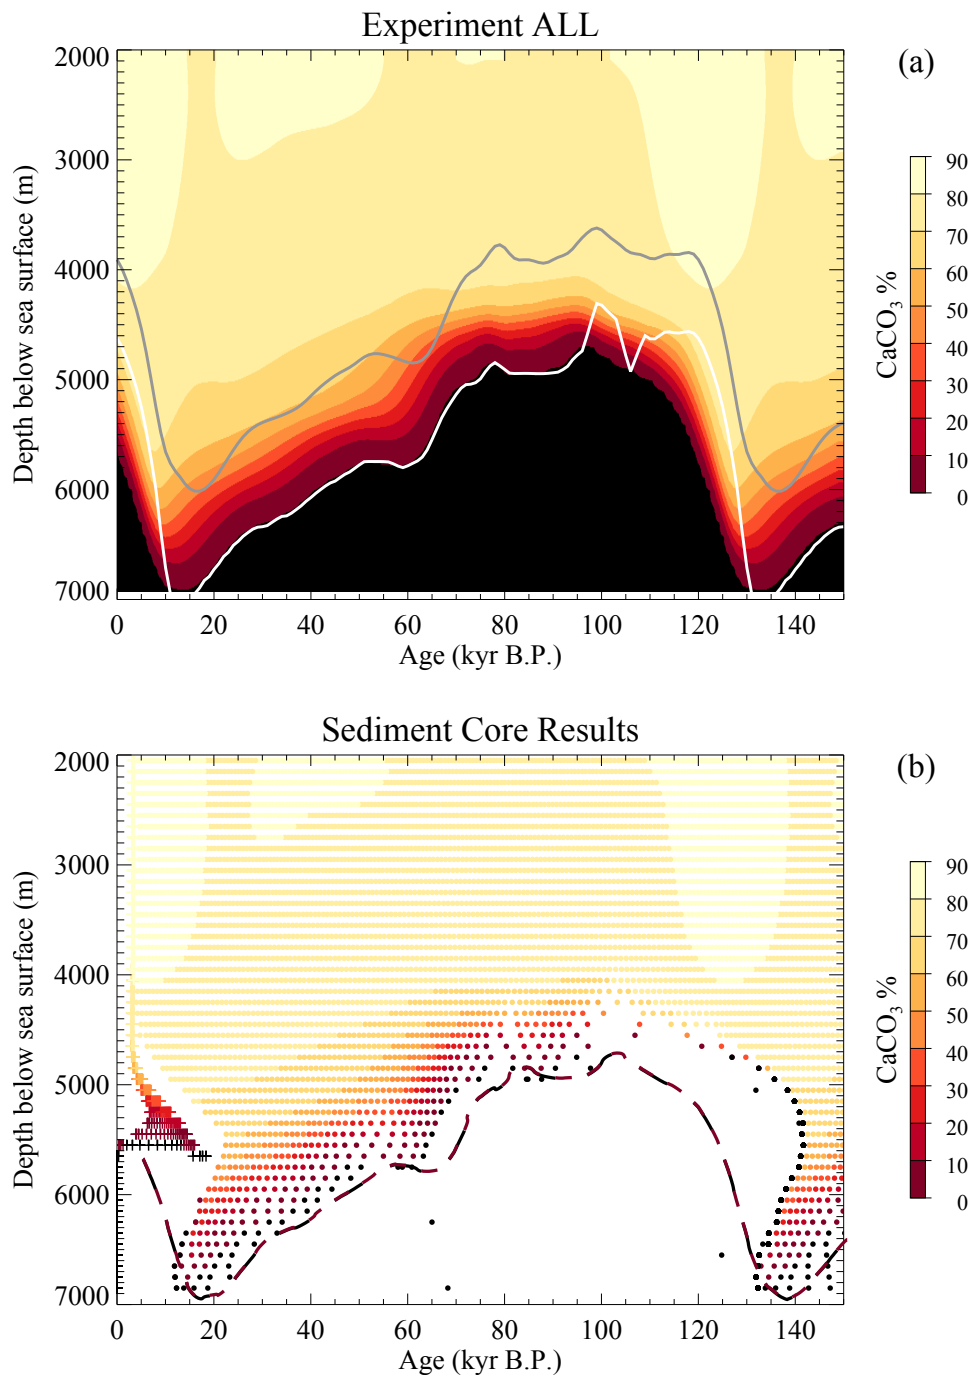 Experiment ALL
(a)
2000
3000
4000
5000
6000
7000
Depth below sea surface (m)
0 20 40 60 80 100 120 140
Age (kyr B.P.)
90
80
70
60
50
40
30
20
10
0
CaCO3 %
Sediment Core Results
(b)
2000
3000
4000
5000
6000
7000
Depth below sea surface (m)
0 20 40 60 80 100 120 140
Age (kyr B.P.)
90
80
70
60
50
40
30
20
10
0
CaCO3 %